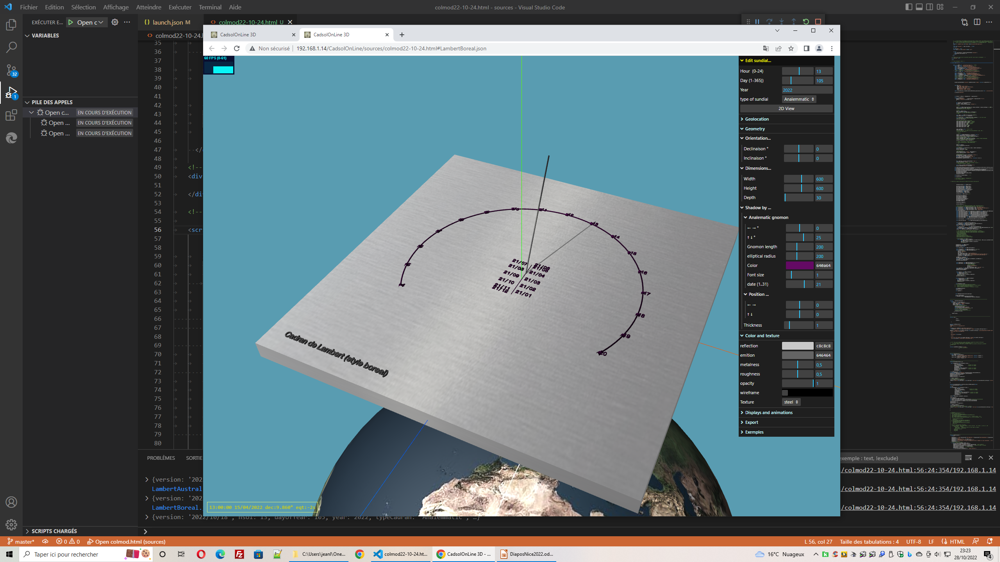 Fichier Edition Sélection Affichage Atteindre Exécuter Terminal Aide
colmod22-10-24.html - sources - Visual Studio Code
EXÉCUTER E... Open c
launch.json M
colmod22-10-24.html U
VARIABLES
PILE DES APPELS
Open c... EN COURS D'EXÉCUTION
Open ... EN COURS D'EXÉCUTION
Open ... EN COURS D'EXÉCUTION
SCRIPTS CHARGÉS
32
1
35
36
37
38
39
40
41
42
43
44
45
46
47 </
48
49 <!--
50 <div
51
52 </div
53
54 <!--
55
56 <scr
57
58
59
60
61
62
63
64
65
66
67
68
69
70
71
72
73
74
75
76
77
78
79
80
CadsolOnLine 3D
CadsolOnLine 3D
Non sécurisé 192.168.1.14/CadsolOnLine/sources/colmod22-10-24.html#LambertBoreal.json
60 FPS (0-61)
Edit sundial...
Hour (0-24) 13
Day (1-365)) 105
Year 2022
type of sundial Analemmatic
2D View
Geolocation
Geometry
Orientation...
Declinaison ° 0
Inclinaison ° 0
Dimensions...
Width 600
Height 600
Depth 30
Shadow by ...
Analematic gnomon
← → ° 0
↑ ↓ ° 25
Gnomon length 200
elliptical radius 200
Color 640a64
Font size 1
date (1..31) 21
Position ...
← → 0
↑ ↓ 0
Thickness 1
Color and texture
reflection c8c8c8
emition 646464
metalness 0,5
roughness 0,5
opacity 1
wireframe
Texture steel
Displays and animations
Export
Exemples
11
12
13
14
15
16
17
18
19
20
21/07
21/03
21/09
21/10
21/11
21/12
21/05
21/04
21/03
21/02
21/01
Cadran de Lambert (style boreal)
13:00:00 15/04/2022 dec:9.860° eqt:-2s
PROBLÈMES SORTIE
exemple : text, !exclude)
{version: '202
/colmod22-10-24.html:56:24:354/192.168.1.14
LambertAustral
/colmod22-10-24.html:56:24:354/192.168.1.14
{version: '202
LambertBoreal.
/colmod22-10-24.html:56:24:354/192.168.1.14
{version: '2022/10/18', hsol: 13, dayOfYear: 105, year: 2022, typeCadran: 'Analemmatic', …}
master* 0 0 Open colmod.html (sources)
L 56, col 27 Taille des tabulations : 4 UTF-8 LF HTML
Taper ici pour rechercher
C:\Users\jeanl\One...
colmod22-10-24.ht...
CadsolOnLine 3D - ...
DiaposNice2022.od...
16°C Nuageux
23:23
28/10/2022
4